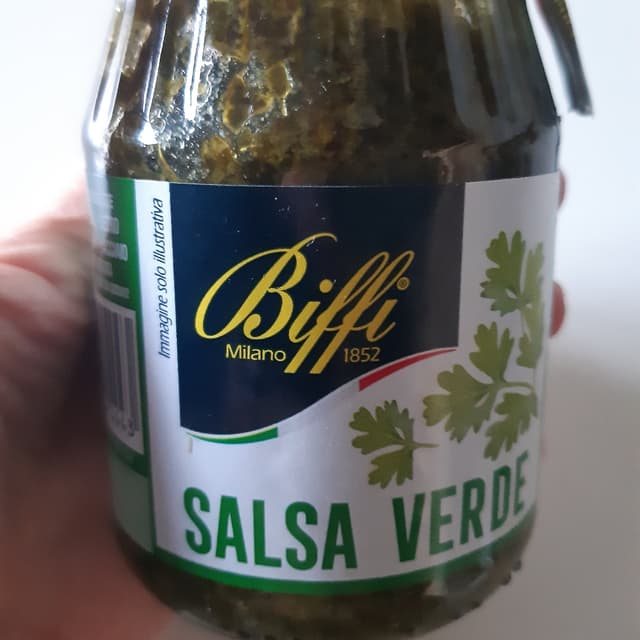 Immagine solo illustrativa
Biffi®
Milano 1852
SALSA VERDE